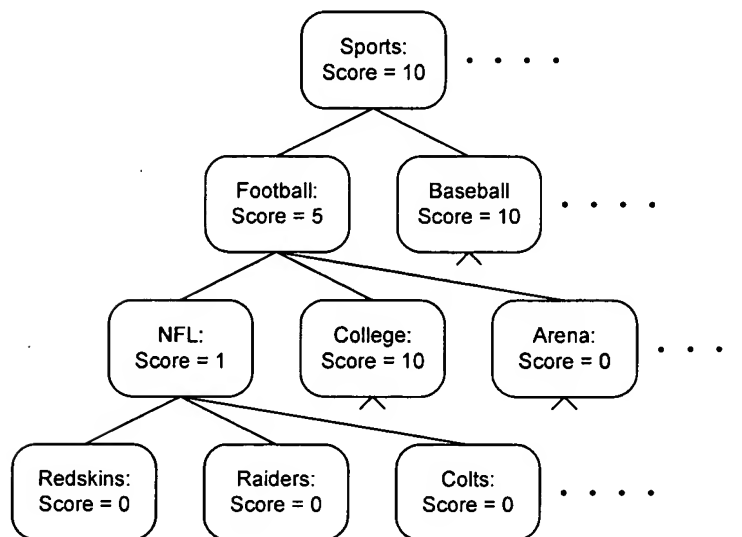 Sports:
Score = 10
Football:
Score = 5
Baseball
Score = 10
NFL:
Score = 1
College:
Score = 10
Arena:
Score = 0
Redskins:
Score = 0
Raiders:
Score = 0
Colts:
Score = 0